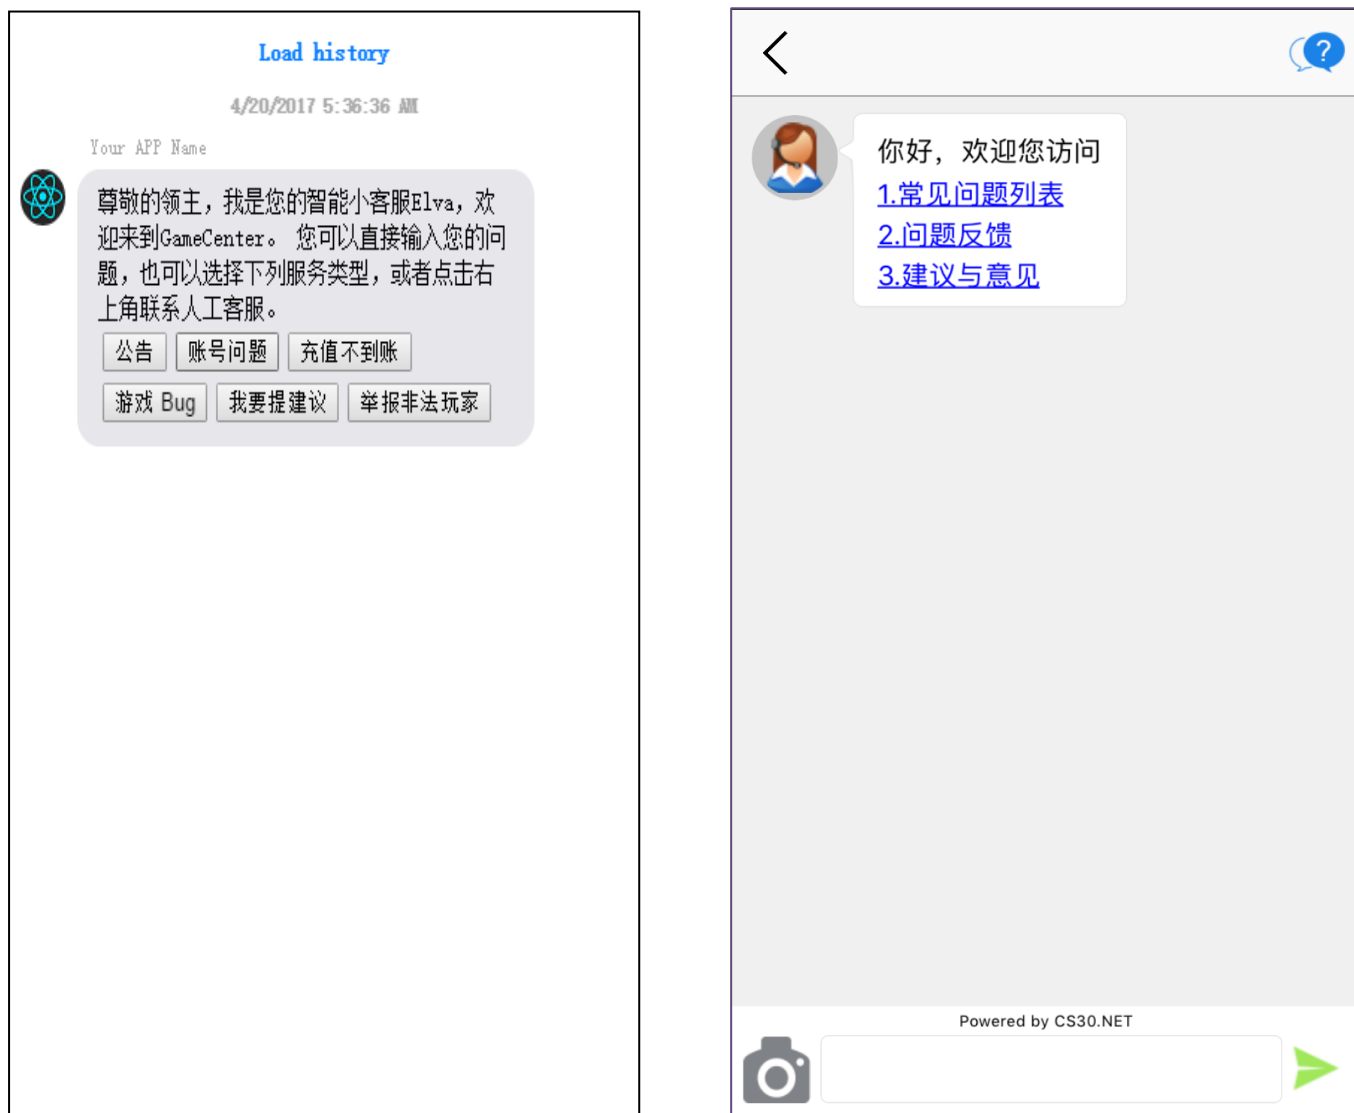 Load history
4/20/2017 5:36:36 AM
Your APP Name
尊敬的领主，我是您的智能小客服Elva，欢
迎来到GameCenter。 您可以直接输入您的问
题，也可以选择下列服务类型，或者点击右
上角联系人工客服。
公告 账号问题 充值不到账
游戏 Bug 我要提建议 举报非法玩家
?
你好，欢迎您访问
1.常见问题列表
2.问题反馈
3.建议与意见
Powered by CS30.NET